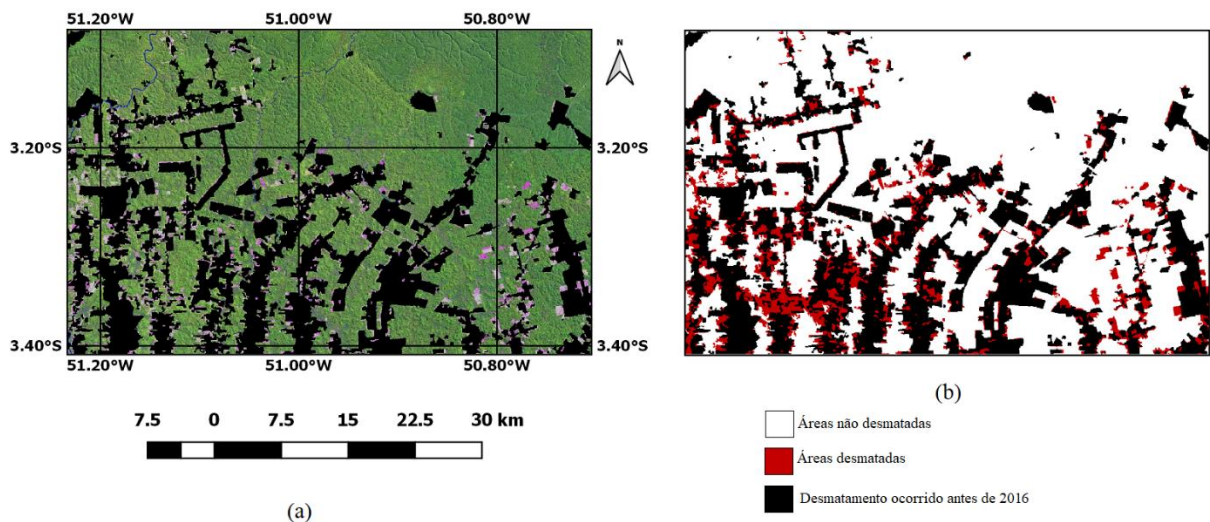 51.20°W 51.00°W 50.80°W
N
3.20°S 3.20°S
3.40°S 3.40°S
51.20°W 51.00°W 50.80°W
7.5 0 7.5 15 22.5 30 km
(a)
(b)
Áreas não desmatadas
Áreas desmatadas
Desmatamento ocorrido antes de 2016